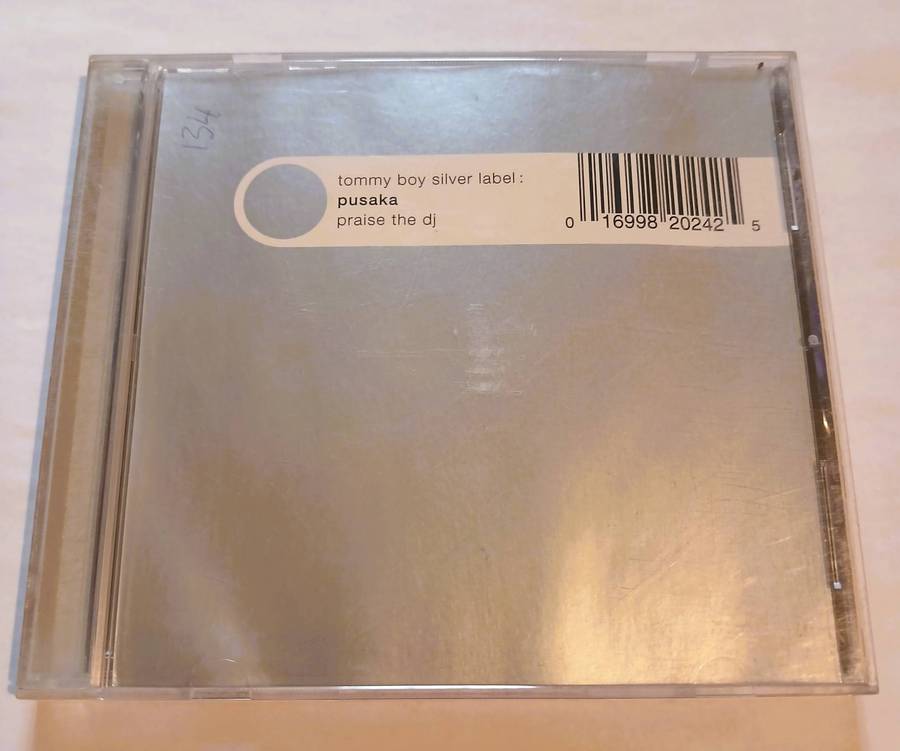 134
tommy boy silver label:
pusaka
praise the dj
0 16998 20242 5